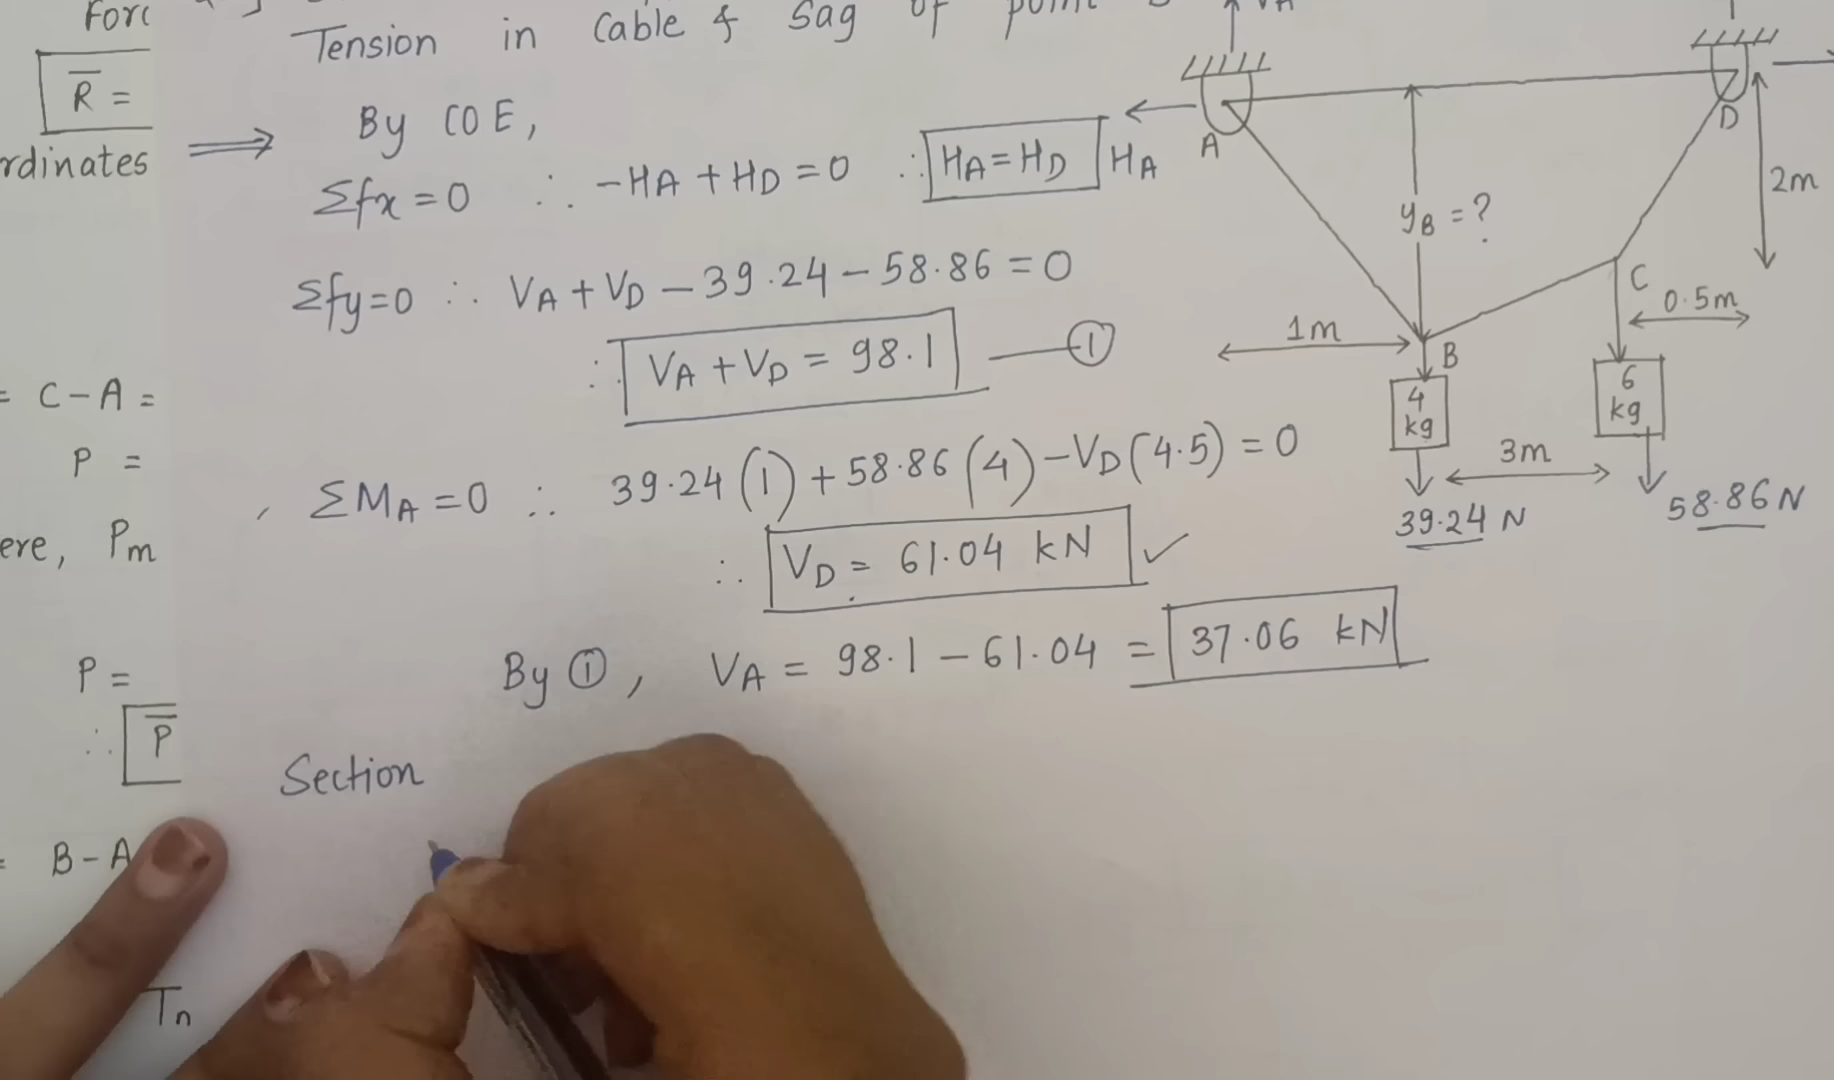 Forc
R̅ =
rdinates
= C-A =
P =
ere, Pm
P =
∴ P̅
= B-A
Tn
Tension in Cable & Sag of point
⟹ By COE,
Σfx = 0 ∴ -HA + HD = 0 ∴ HA = HD
Σfy = 0 ∴ VA + VD - 39.24 - 58.86 = 0
∴ VA + VD = 98.1 — ①
ΣMA = 0 ∴ 39.24 (1) + 58.86 (4) - VD (4.5) = 0
∴ VD = 61.04 kN ✓
By ①, VA = 98.1 - 61.04 = 37.06 kN
Section
VA
HA
A
D
2m
yB = ?
C
0.5m
1m
B
4
kg
6
kg
3m
39.24 N
58.86 N